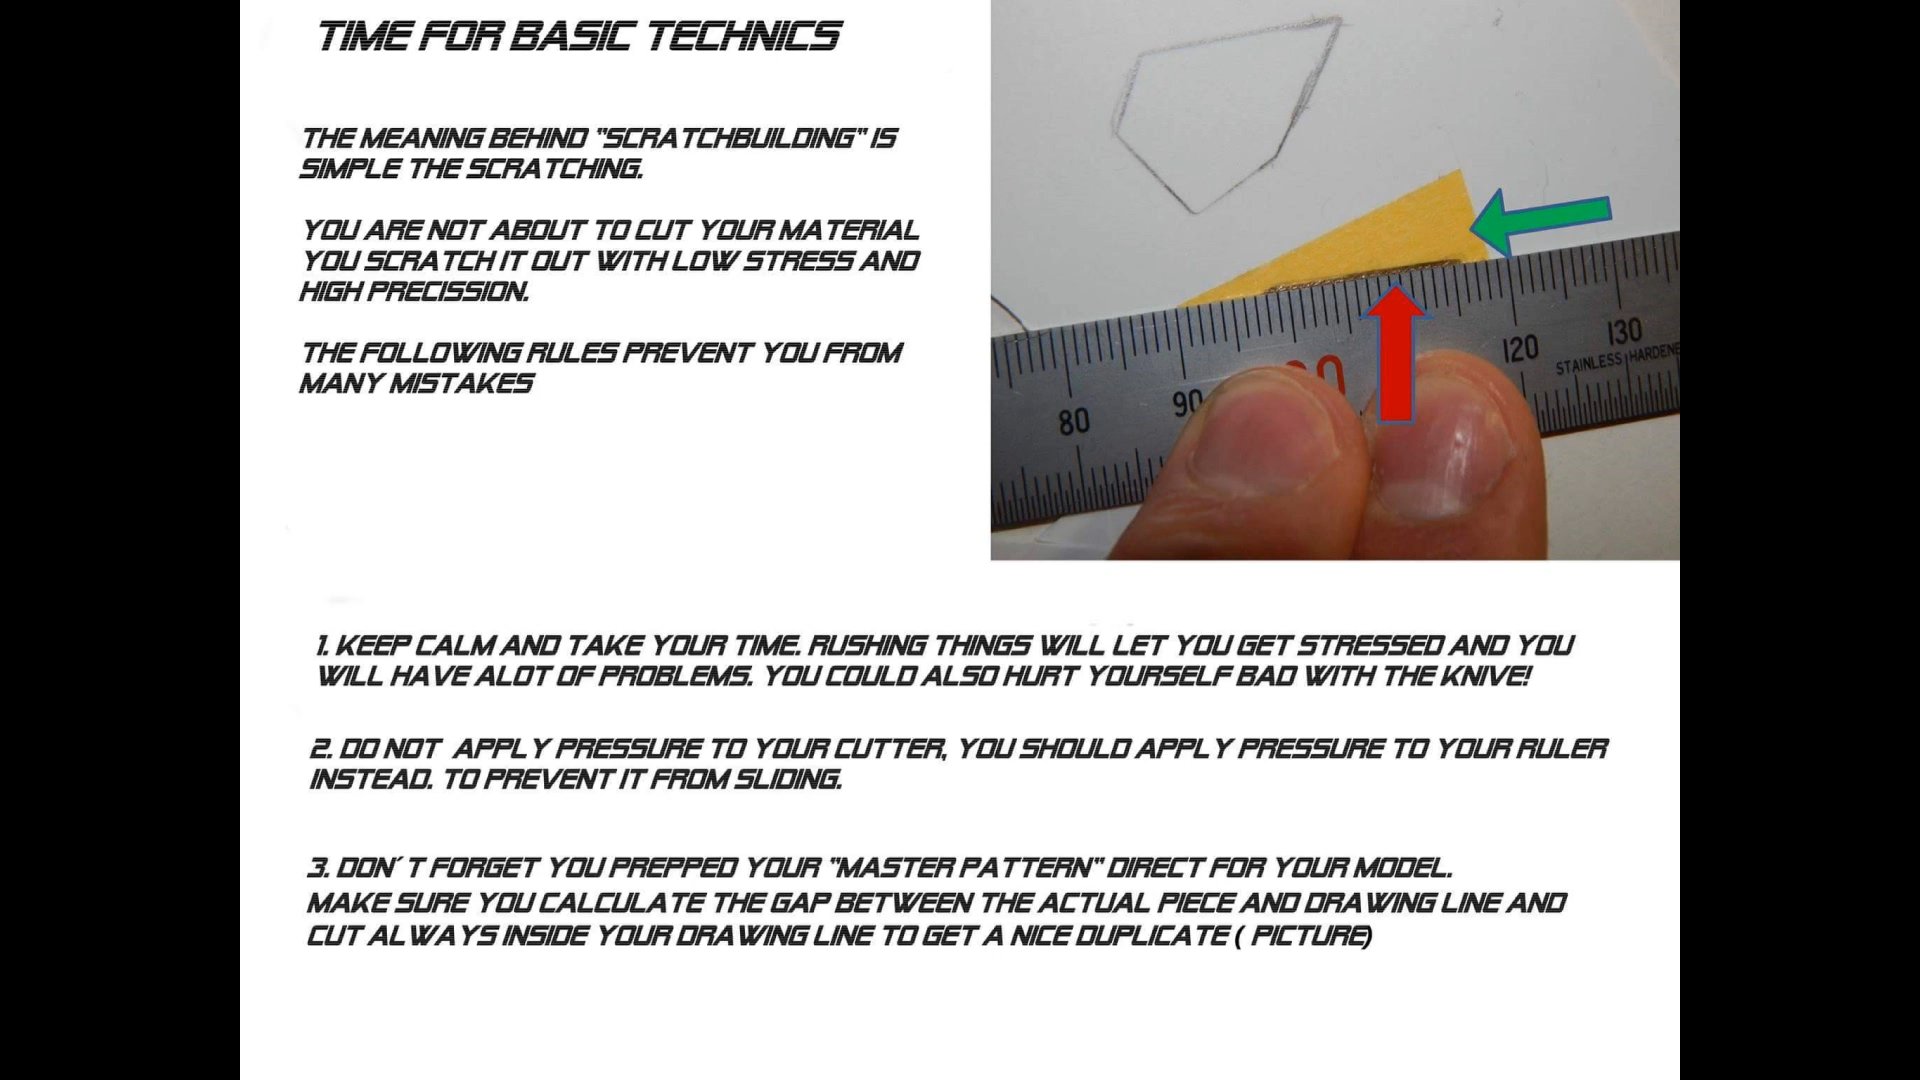 TIME FOR BASIC TECHNICS
THE MEANING BEHIND "SCRATCHBUILDING" IS
SIMPLE THE SCRATCHING.
YOU ARE NOT ABOUT TO CUT YOUR MATERIAL
YOU SCRATCH IT OUT WITH LOW STRESS AND
HIGH PRECISSION.
THE FOLLOWING RULES PREVENT YOU FROM
MANY MISTAKES
80
90
120
130
STAINLESS HARDENE
1. KEEP CALM AND TAKE YOUR TIME. RUSHING THINGS WILL LET YOU GET STRESSED AND YOU
WILL HAVE ALOT OF PROBLEMS. YOU COULD ALSO HURT YOURSELF BAD WITH THE KNIVE!
2. DO NOT APPLY PRESSURE TO YOUR CUTTER, YOU SHOULD APPLY PRESSURE TO YOUR RULER
INSTEAD. TO PREVENT IT FROM SLIDING.
3. DON´T FORGET YOU PREPPED YOUR "MASTER PATTERN" DIRECT FOR YOUR MODEL.
MAKE SURE YOU CALCULATE THE GAP BETWEEN THE ACTUAL PIECE AND DRAWING LINE AND
CUT ALWAYS INSIDE YOUR DRAWING LINE TO GET A NICE DUPLICATE ( PICTURE)